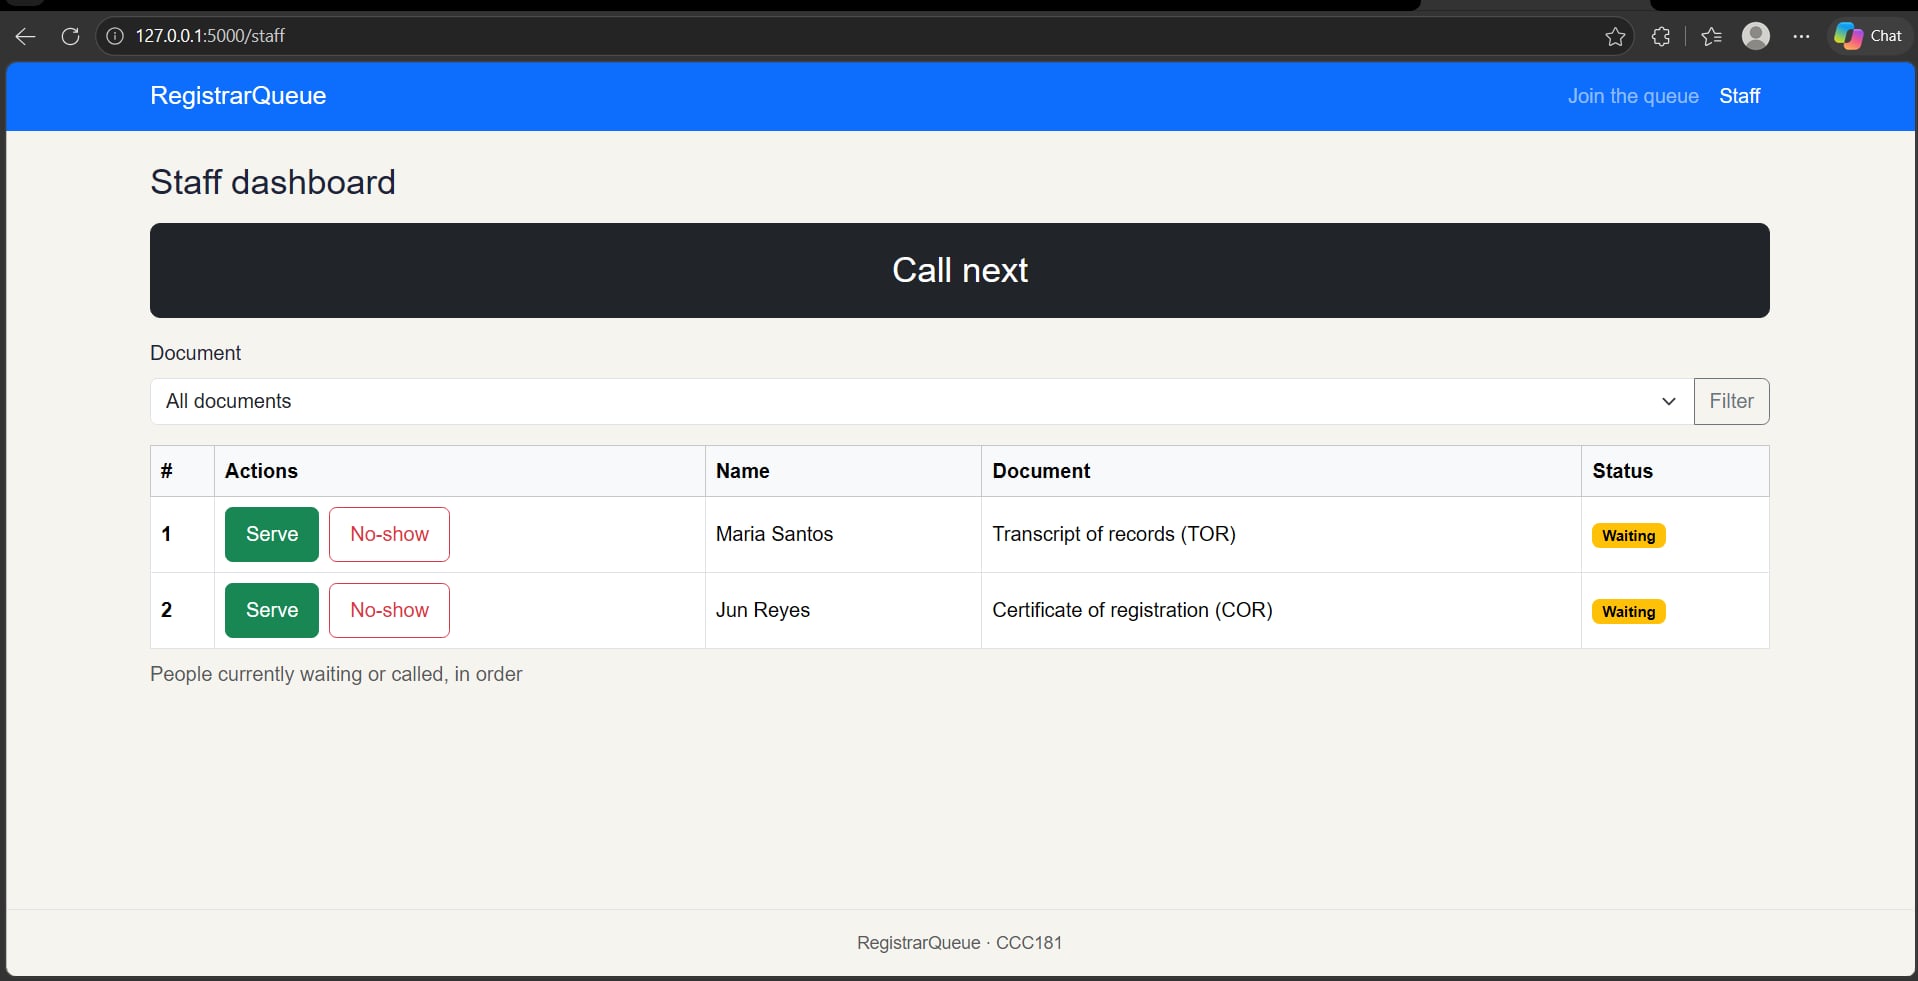 127.0.0.1:5000/staff
Chat
RegistrarQueue
Join the queue Staff
Staff dashboard
Call next
Document
All documents
Filter
# Actions Name Document Status
1 Serve No-show Maria Santos Transcript of records (TOR) Waiting
2 Serve No-show Jun Reyes Certificate of registration (COR) Waiting
People currently waiting or called, in order
RegistrarQueue · CCC181